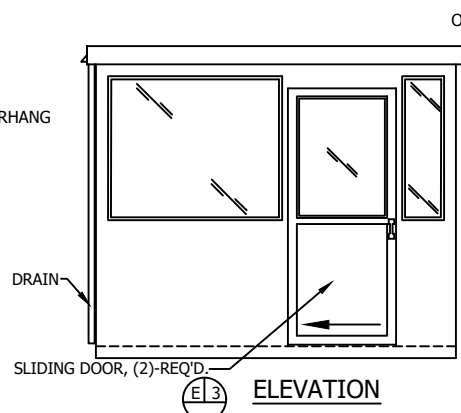 O
RHANG
DRAIN
SLIDING DOOR, (2)-REQ'D.
E 3
ELEVATION